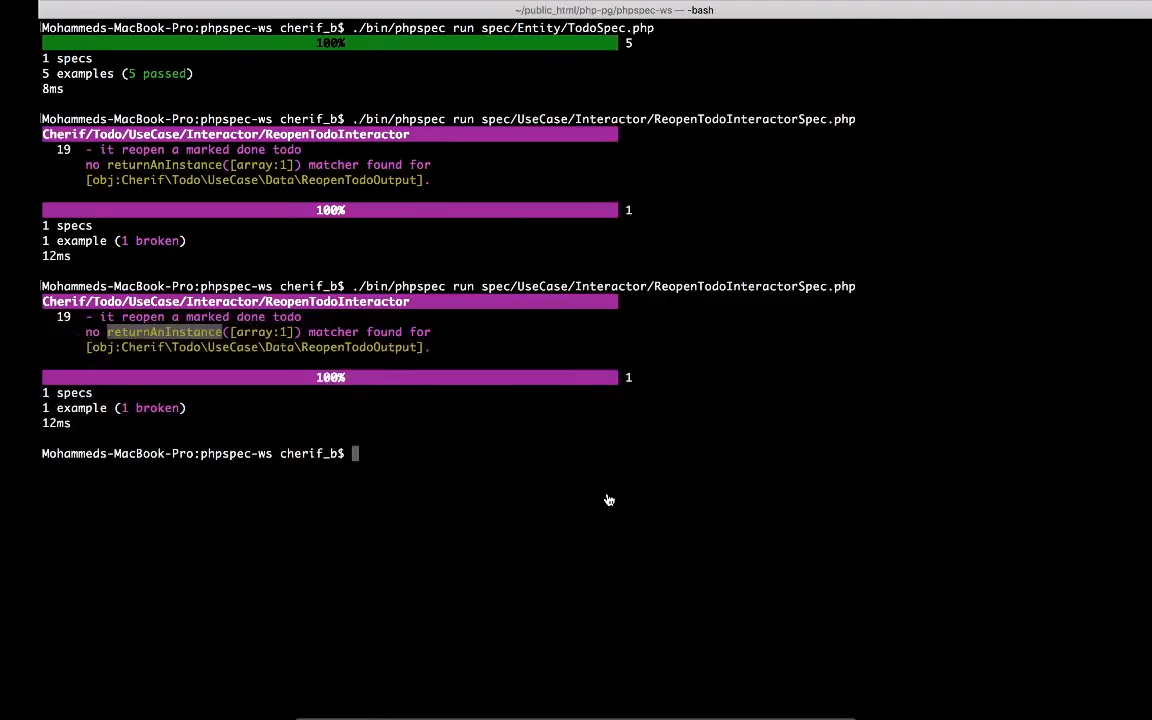 ~/public_html/php-pg/phpspec-ws — -bash
Mohammeds-MacBook-Pro:phpspec-ws cherif_b$ ./bin/phpspec run spec/Entity/TodoSpec.php
100% 5
1 specs
5 examples (5 passed)
8ms
Mohammeds-MacBook-Pro:phpspec-ws cherif_b$ ./bin/phpspec run spec/UseCase/Interactor/ReopenTodoInteractorSpec.php
Cherif/Todo/UseCase/Interactor/ReopenTodoInteractor
19 - it reopen a marked done todo
no returnAnInstance([array:1]) matcher found for
[obj:Cherif\Todo\UseCase\Data\ReopenTodoOutput].
100% 1
1 specs
1 example (1 broken)
12ms
Mohammeds-MacBook-Pro:phpspec-ws cherif_b$ ./bin/phpspec run spec/UseCase/Interactor/ReopenTodoInteractorSpec.php
Cherif/Todo/UseCase/Interactor/ReopenTodoInteractor
19 - it reopen a marked done todo
no returnAnInstance([array:1]) matcher found for
[obj:Cherif\Todo\UseCase\Data\ReopenTodoOutput].
100% 1
1 specs
1 example (1 broken)
12ms
Mohammeds-MacBook-Pro:phpspec-ws cherif_b$